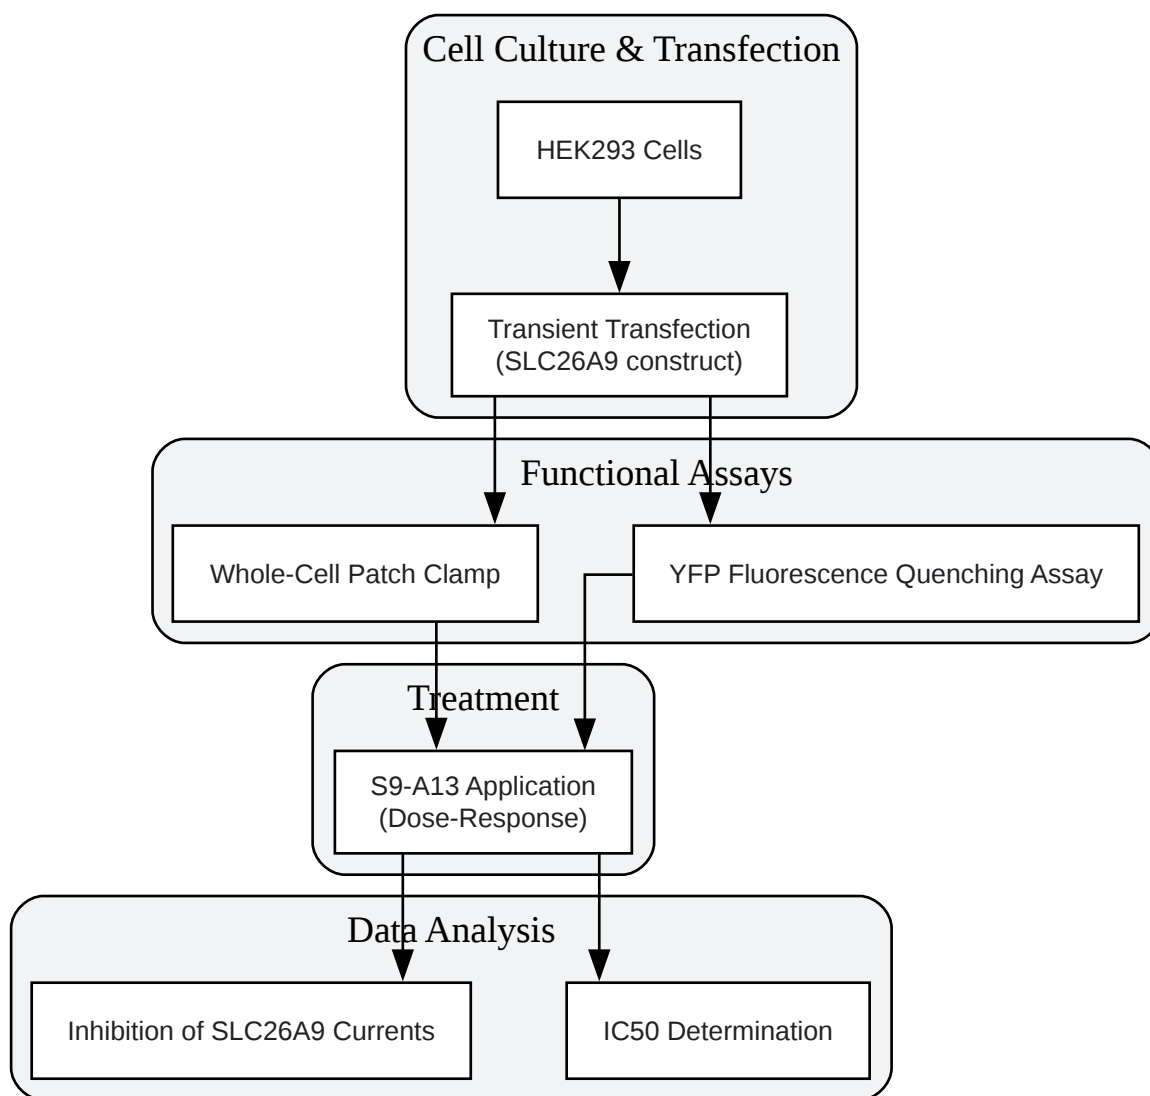 Cell Culture & Transfection
HEK293 Cells
Transient Transfection
(SLC26A9 construct)
Functional Assays
Whole-Cell Patch Clamp
YFP Fluorescence Quenching Assay
Treatment
S9-A13 Application
(Dose-Response)
Data Analysis
Inhibition of SLC26A9 Currents
IC50 Determination